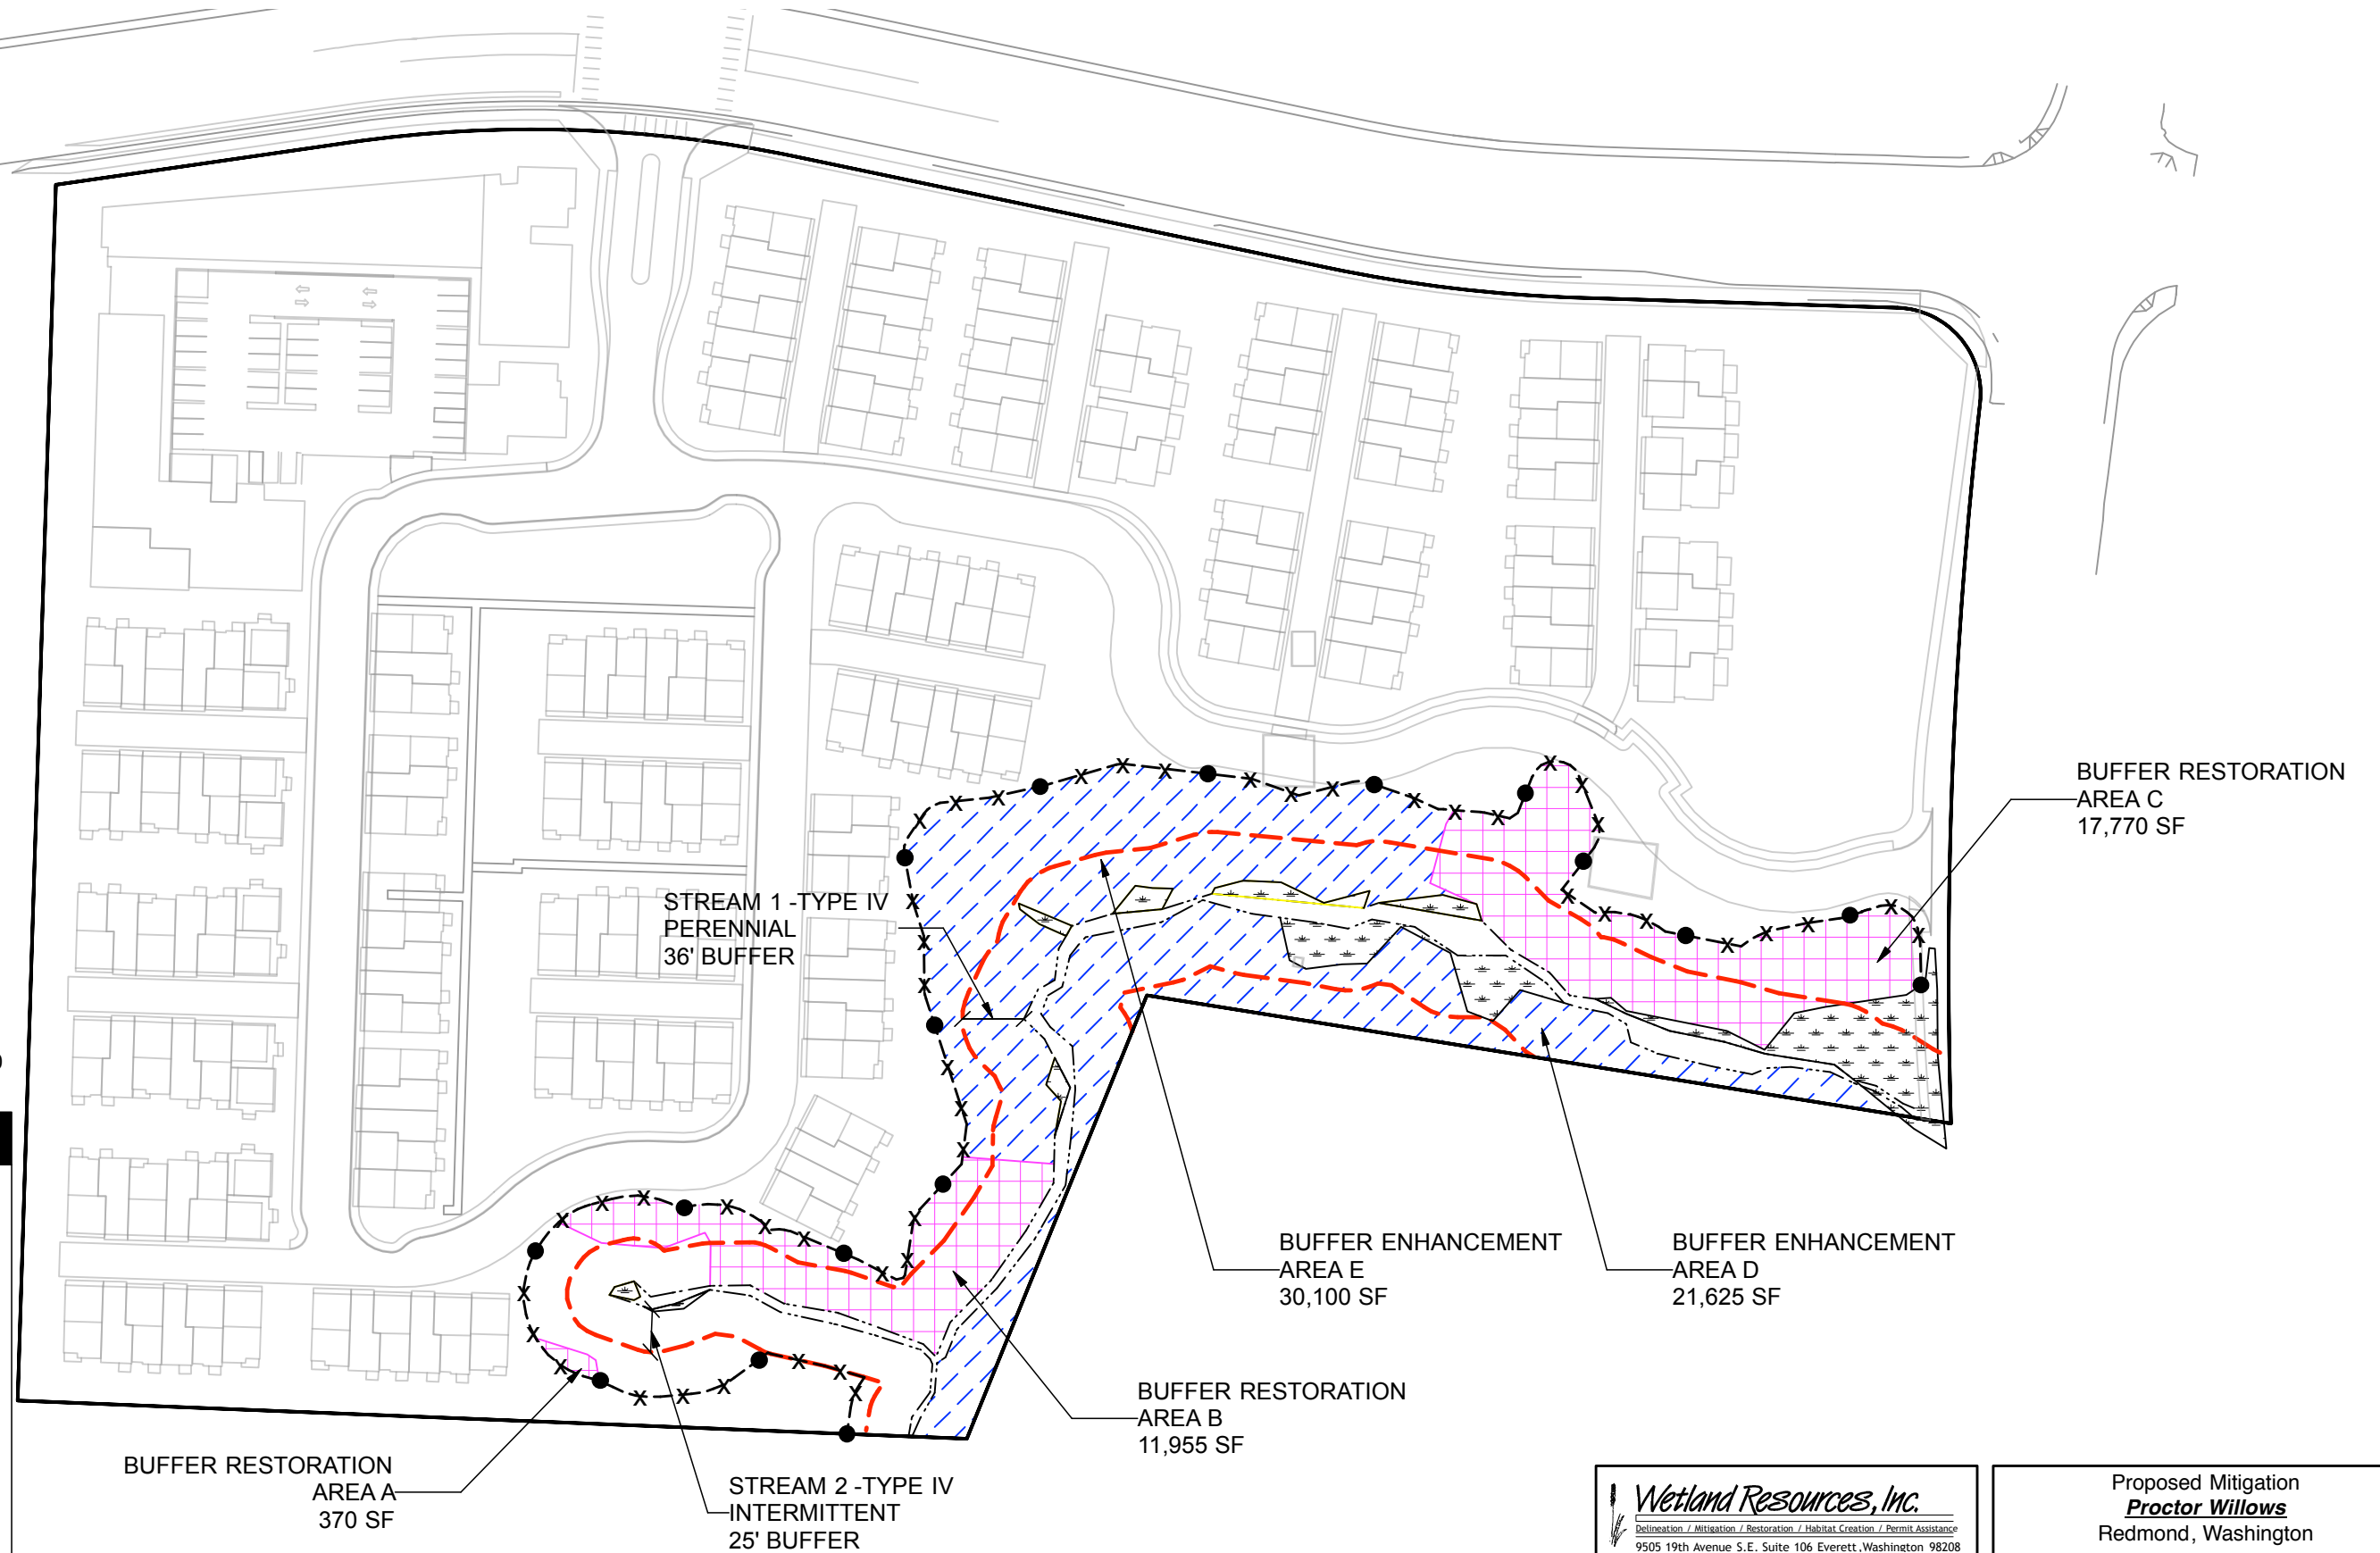 BUFFER RESTORATION
AREA C
17,770 SF
STREAM 1 -TYPE IV
PERENNIAL
36' BUFFER
BUFFER ENHANCEMENT
AREA E
30,100 SF
BUFFER ENHANCEMENT
AREA D
21,625 SF
BUFFER RESTORATION
AREA B
11,955 SF
BUFFER RESTORATION
AREA A
370 SF
STREAM 2 -TYPE IV
INTERMITTENT
25' BUFFER
Wetland Resources, Inc.
Delineation / Mitigation / Restoration / Habitat Creation / Permit Assistance
9505 19th Avenue S.E. Suite 106 Everett, Washington 98208
Proposed Mitigation
Proctor Willows
Redmond, Washington